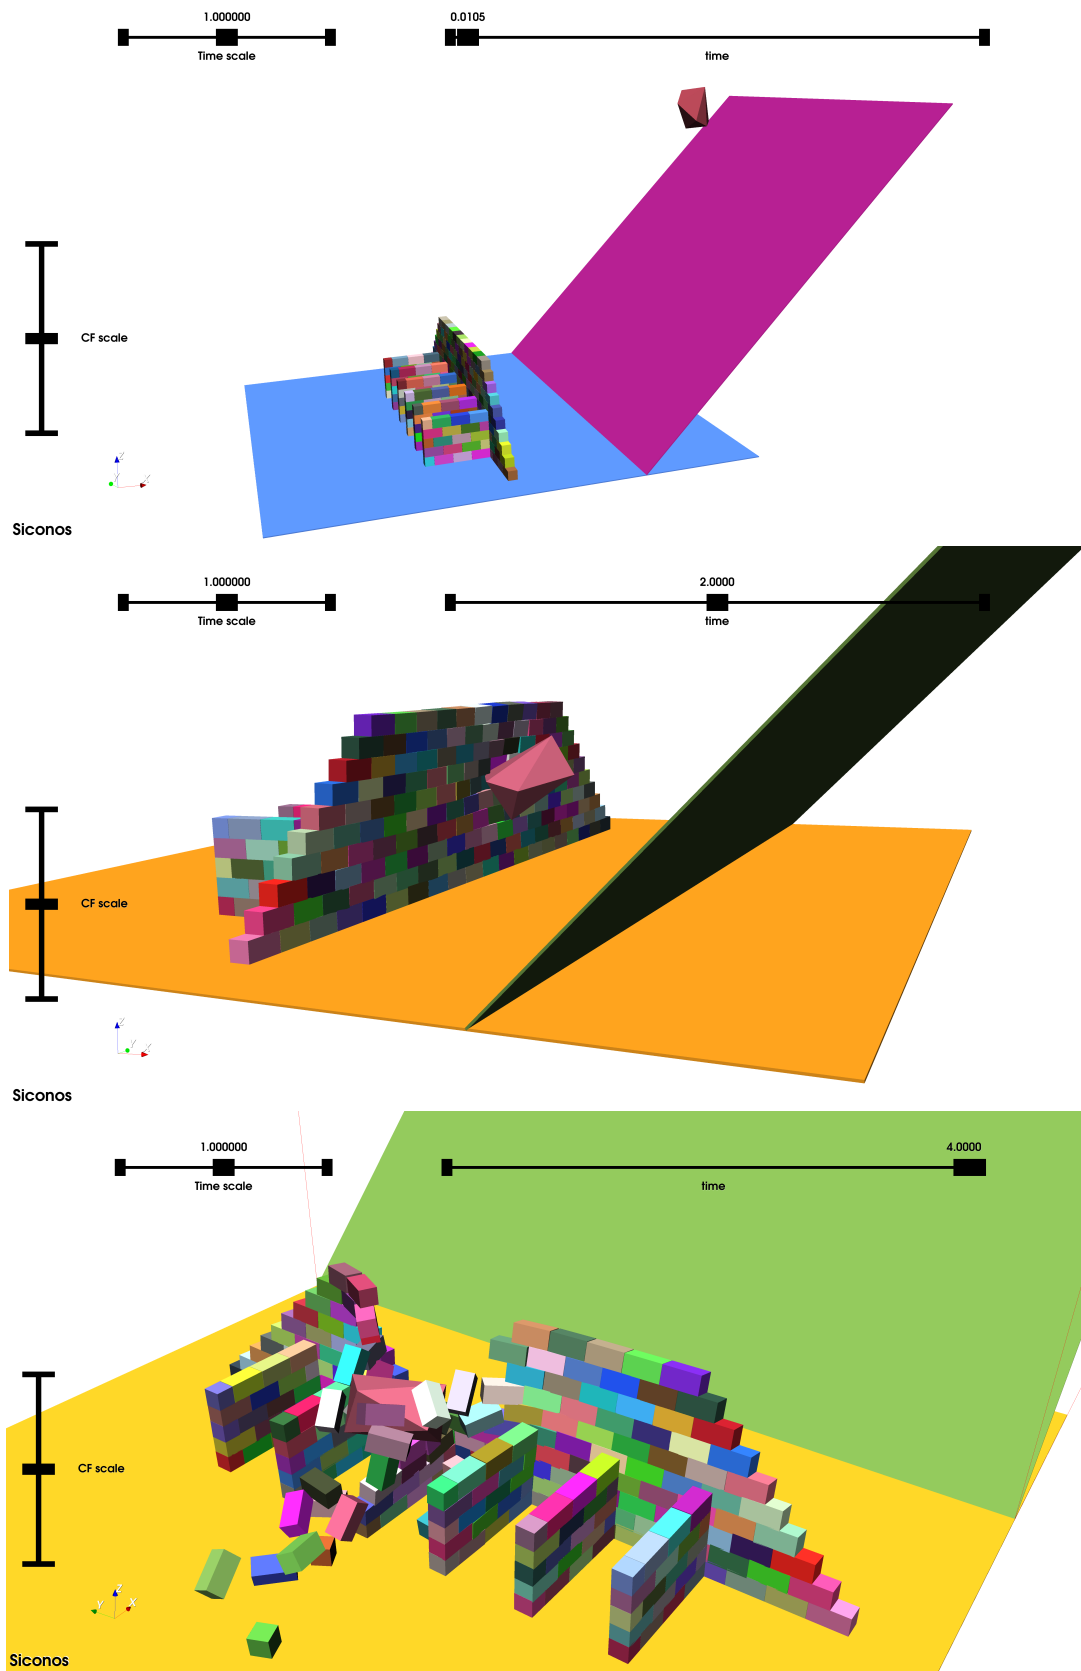 1.000000
0.0105
Time scale
time
CF scale
Siconos
1.000000
2.0000
Time scale
time
CF scale
Siconos
1.000000
4.0000
Time scale
time
CF scale
Z
Y
X
Siconos